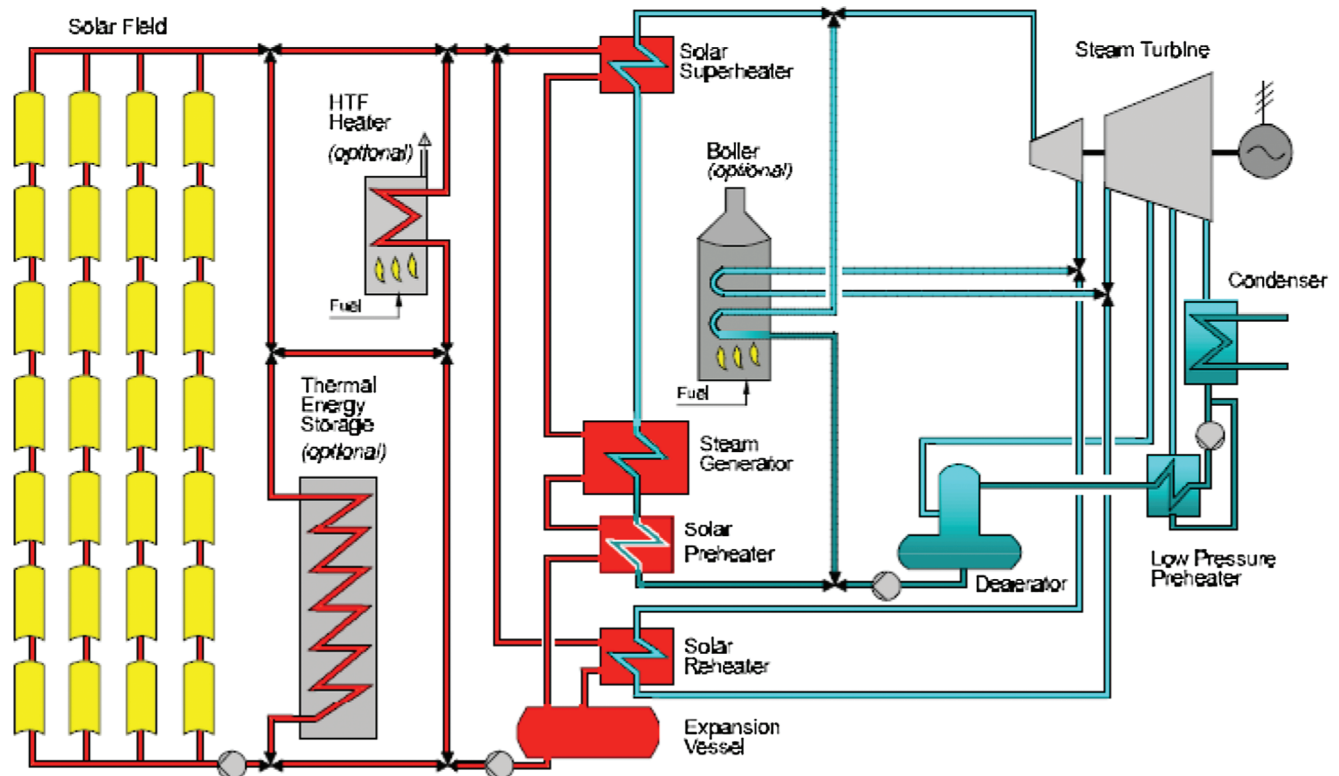 Solar Field
HTF
Heater
(optional)
Fuel
Thermal
Energy
Storage
(optional)
Solar
Superheater
Boiler
(optional)
Fuel
Steam
Generator
Solar
Preheater
Solar
Reheater
Expansion
Vessel
Steam Turbine
Condenser
Deaerator
Low Pressure
Preheater